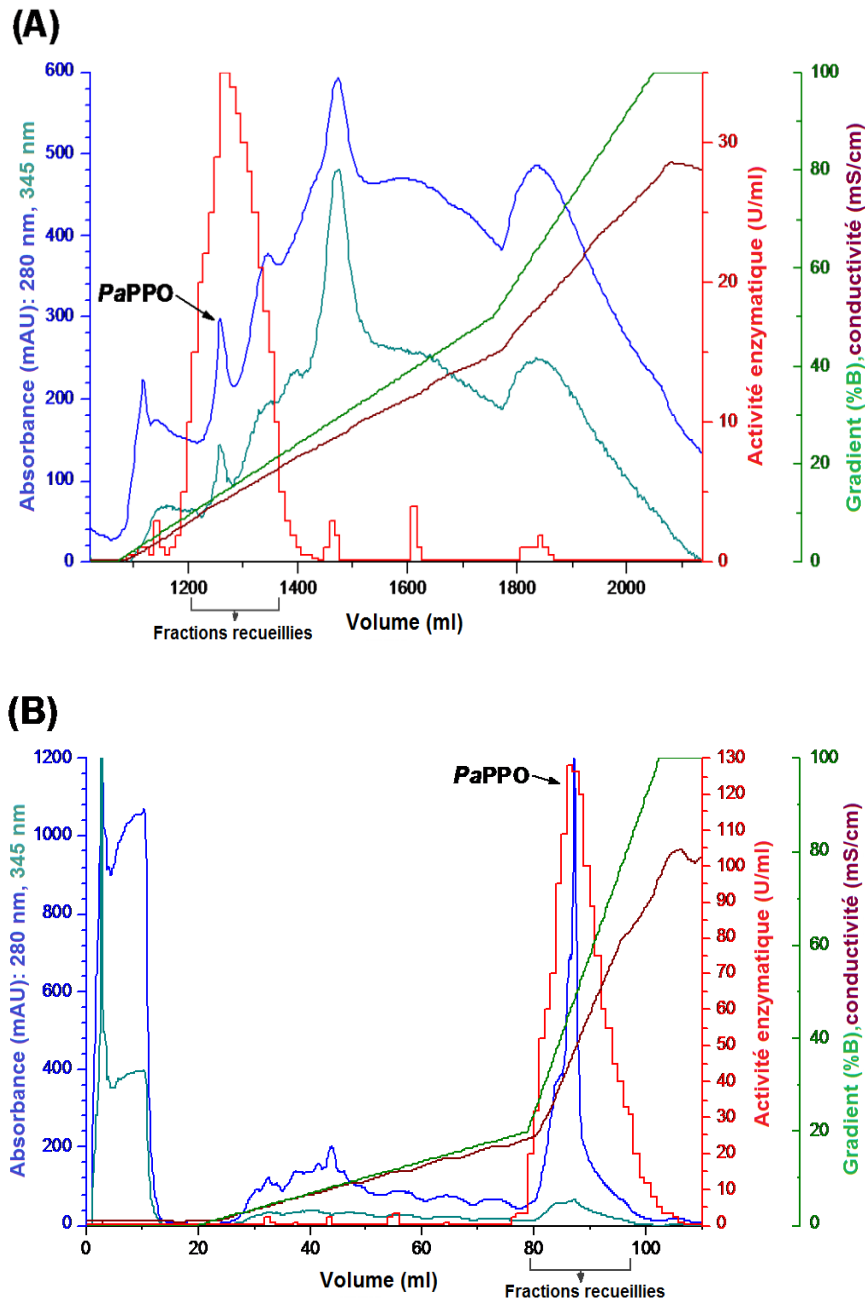 (A)
600
500
400
300
200
100
0
Absorbance (mAU): 280 nm, 345 nm
PaPPO
30
20
10
0
Activité enzymatique (U/ml)
100
80
60
40
20
0
Gradient (%B), conductivité (mS/cm)
1200 1400 1600 1800 2000
Volume (ml)
Fractions recueillies
(B)
1200
1000
800
600
400
200
0
Absorbance (mAU): 280 nm, 345 nm
PaPPO
130
120
110
100
90
80
70
60
50
40
30
20
10
0
Activité enzymatique (U/ml)
100
80
60
40
20
0
Gradient (%B), conductivité (mS/cm)
0 20 40 60 80 100
Volume (ml)
Fractions recueillies